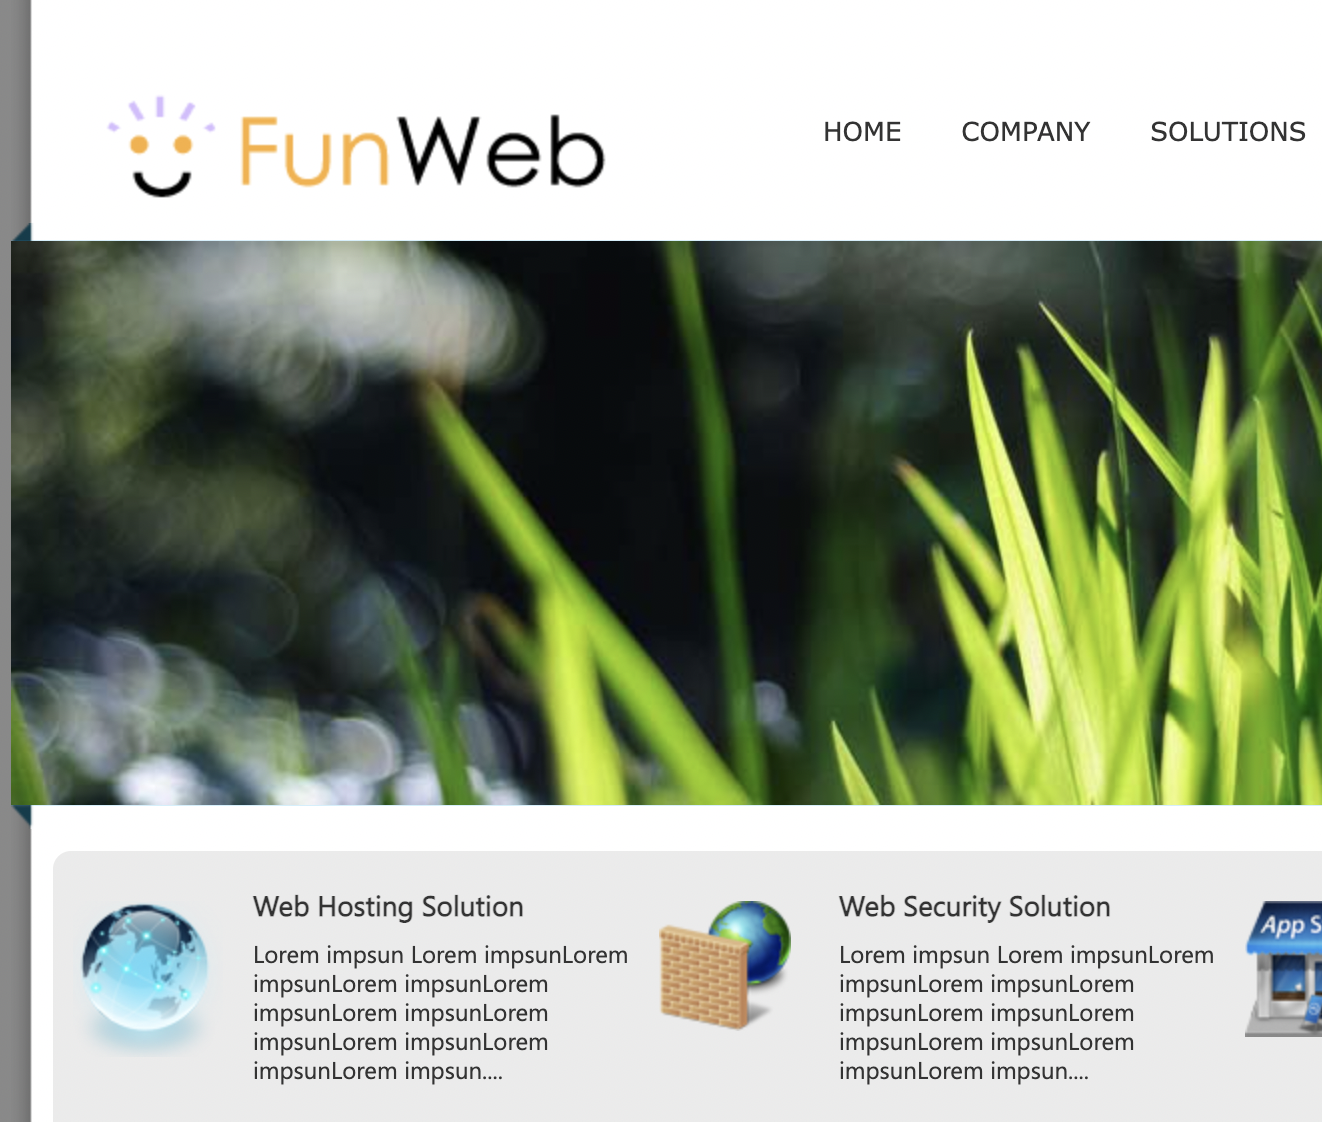 FunWeb
HOME COMPANY SOLUTIONS
Web Hosting Solution
Lorem impsun Lorem impsunLorem
impsunLorem impsunLorem
impsunLorem impsunLorem
impsunLorem impsunLorem
impsunLorem impsun....
Web Security Solution
Lorem impsun Lorem impsunLorem
impsunLorem impsunLorem
impsunLorem impsunLorem
impsunLorem impsunLorem
impsunLorem impsun....
App S